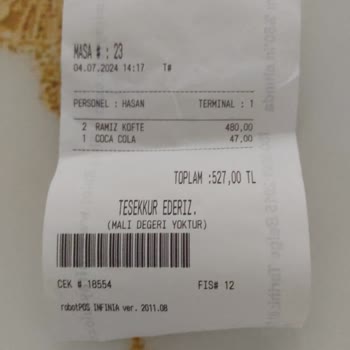 MASA # : 23
04.07.2024 14:17 T#
PERSONEL : HASAN TERMINAL : 1
2 RAMIZ KOFTE 480,00
1 COCA COLA 47,00
TOPLAM :527,00 TL
TESEKKUR EDERIZ.
(MALI DEGERI YOKTUR)
CEK # 18554 FIS# 12
robotPOS INFINIA ver. 2011.08